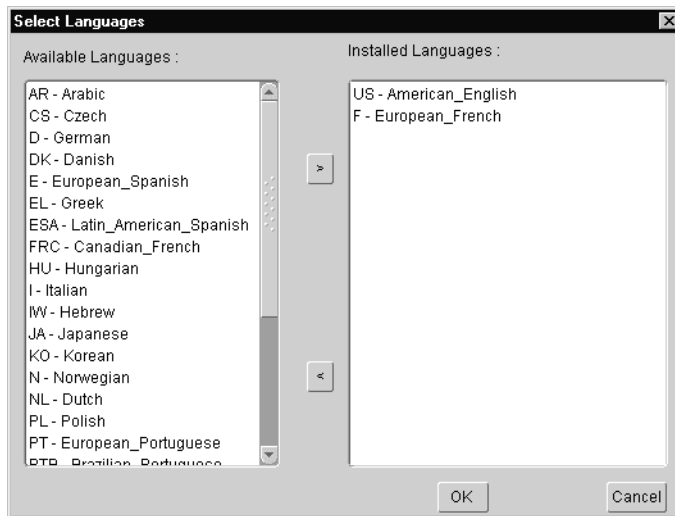 Select Languages
Available Languages :
AR - Arabic
CS - Czech
D - German
DK - Danish
E - European_Spanish
EL - Greek
ESA - Latin_American_Spanish
FRC - Canadian_French
HU - Hungarian
I - Italian
IW - Hebrew
JA - Japanese
KO - Korean
N - Norwegian
NL - Dutch
PL - Polish
PT - European_Portuguese
PTB - Brazilian_Portuguese
>
<
Installed Languages :
US - American_English
F - European_French
OK
Cancel